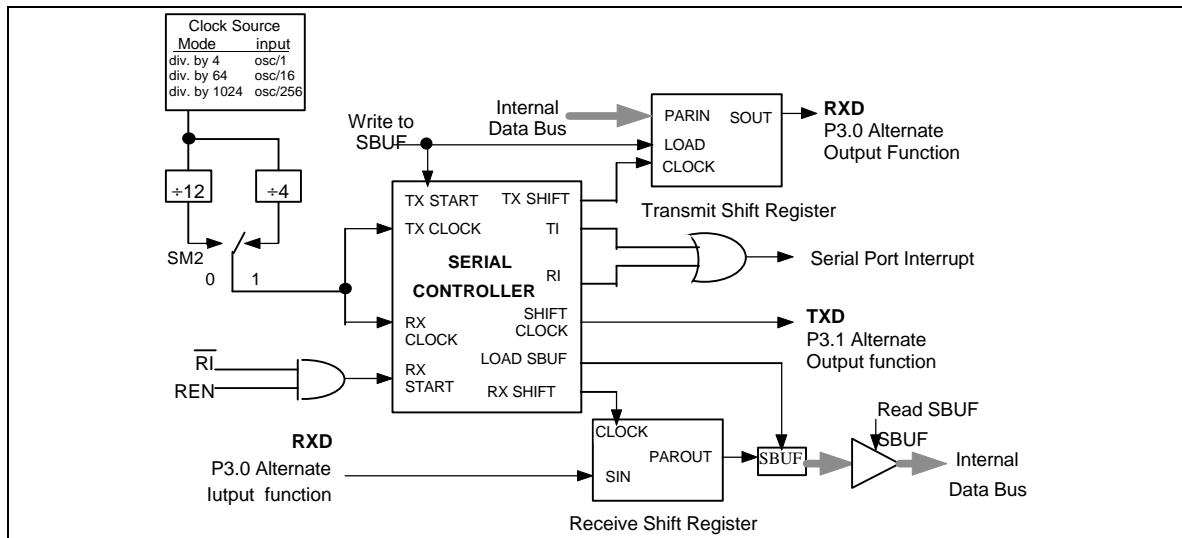 Clock Source
Mode input
div. by 4 osc/1
div. by 64 osc/16
div. by 1024 osc/256
÷12
÷4
SM2
0 1
Write to
SBUF
Internal
Data Bus
PARIN SOUT
LOAD
CLOCK
Transmit Shift Register
RXD
P3.0 Alternate
Output Function
TX START TX SHIFT
TX CLOCK TI
SERIAL
CONTROLLER
RI
RX
CLOCK
SHIFT
CLOCK
LOAD SBUF
RX
START
RX SHIFT
Serial Port Interrupt
TXD
P3.1 Alternate
Output function
RI
REN
RXD
P3.0 Alternate
Iutput function
CLOCK
PAROUT
SIN
Receive Shift Register
SBUF
Read SBUF
SBUF
Internal
Data Bus